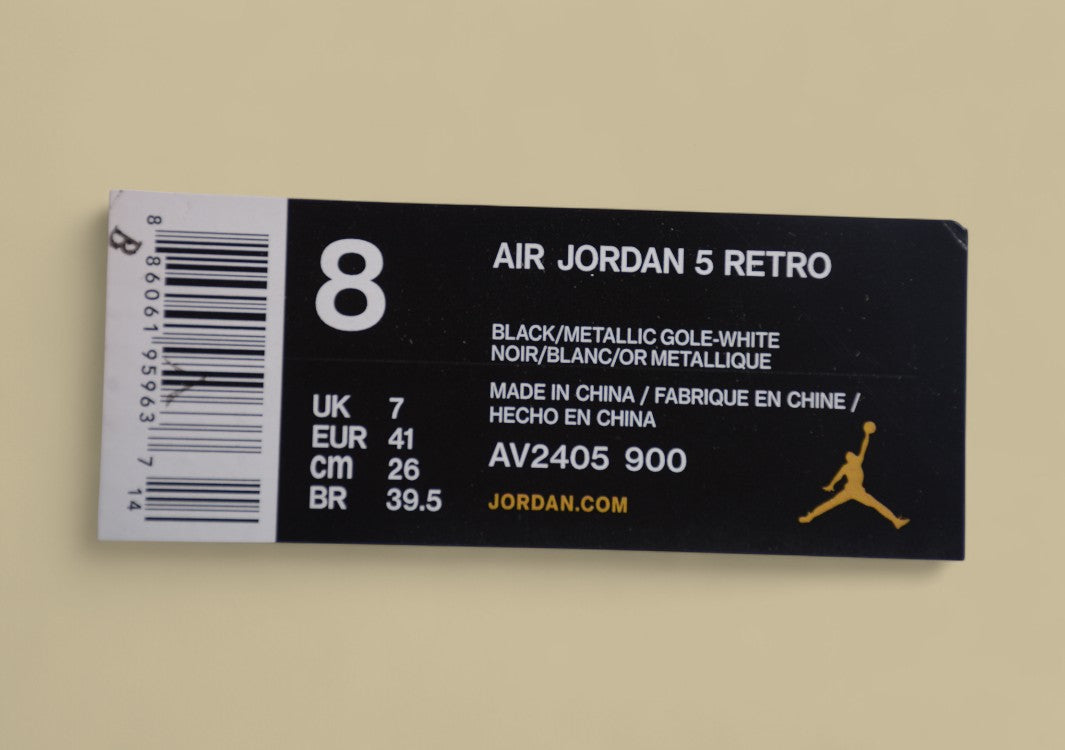 8
AIR JORDAN 5 RETRO
BLACK/METALLIC GOLE-WHITE
NOIR/BLANC/OR METALLIQUE
MADE IN CHINA / FABRIQUE EN CHINE /
HECHO EN CHINA
AV2405 900
JORDAN.COM
UK 7
EUR 41
cm 26
BR 39.5
8 86061 95963 7 14
B